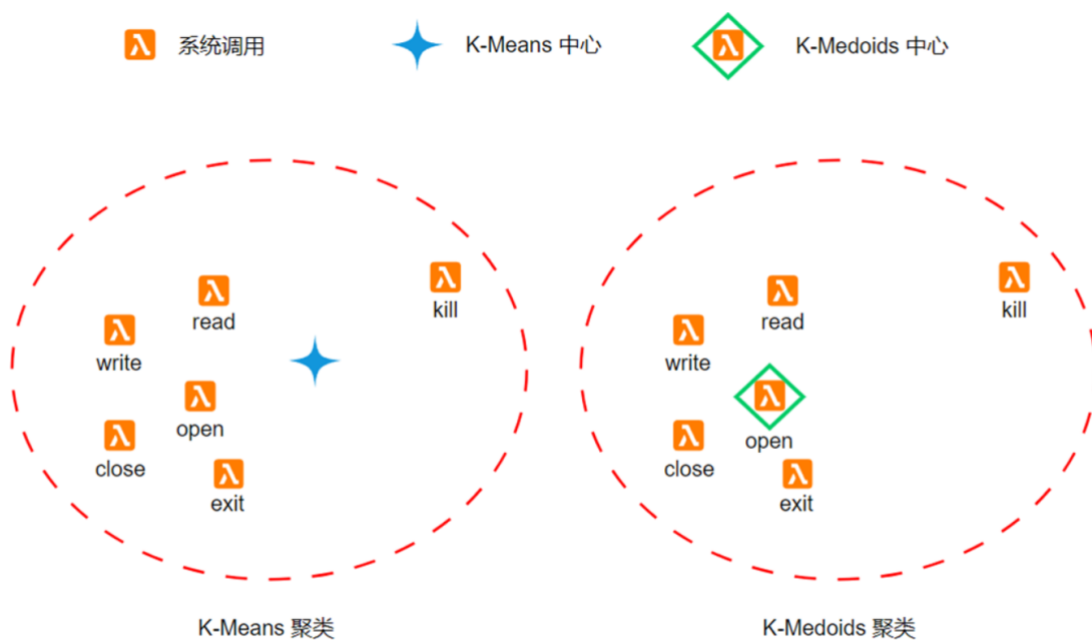 系统调用
K-Means 中心
K-Medoids 中心
read
kill
write
open
close
exit
K-Means 聚类
read
kill
write
open
close
exit
K-Medoids 聚类